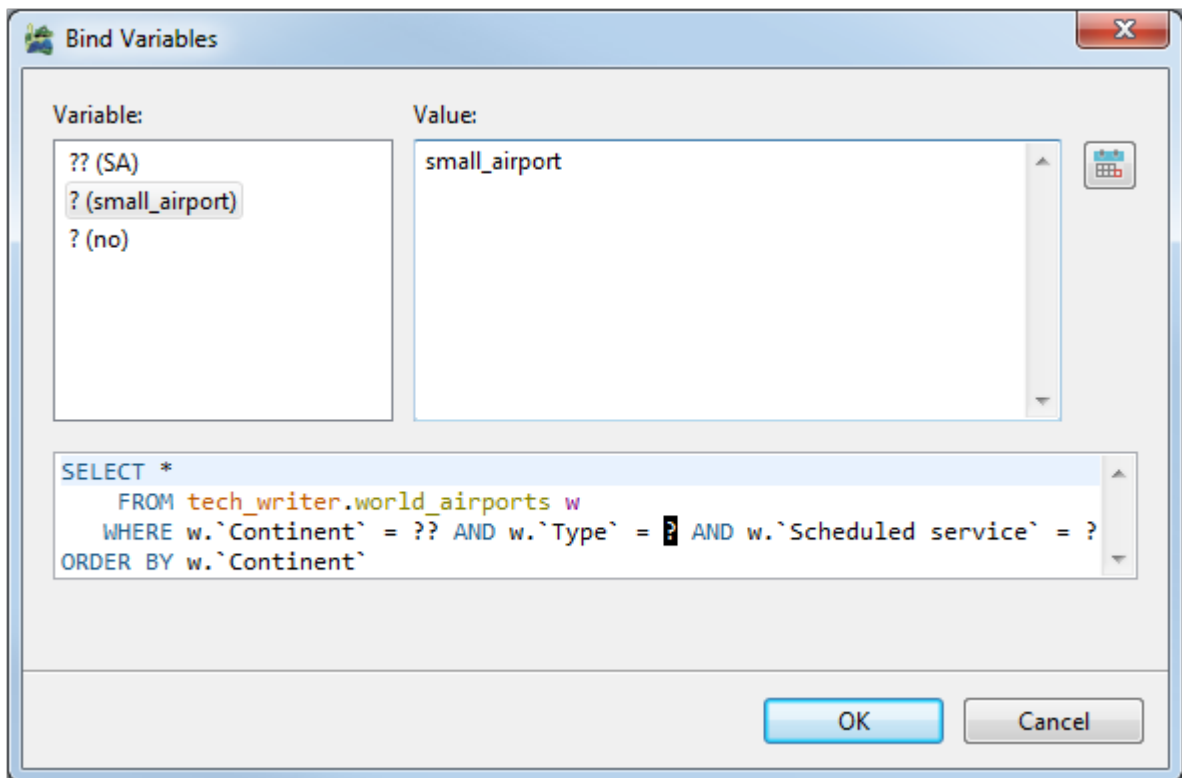 Bind Variables
Variable:
Value:
?? (SA)
? (small_airport)
? (no)
small_airport
SELECT *
FROM tech_writer.world_airports w
WHERE w.`Continent` = ?? AND w.`Type` = ? AND w.`Scheduled service` = ?
ORDER BY w.`Continent`
OK
Cancel